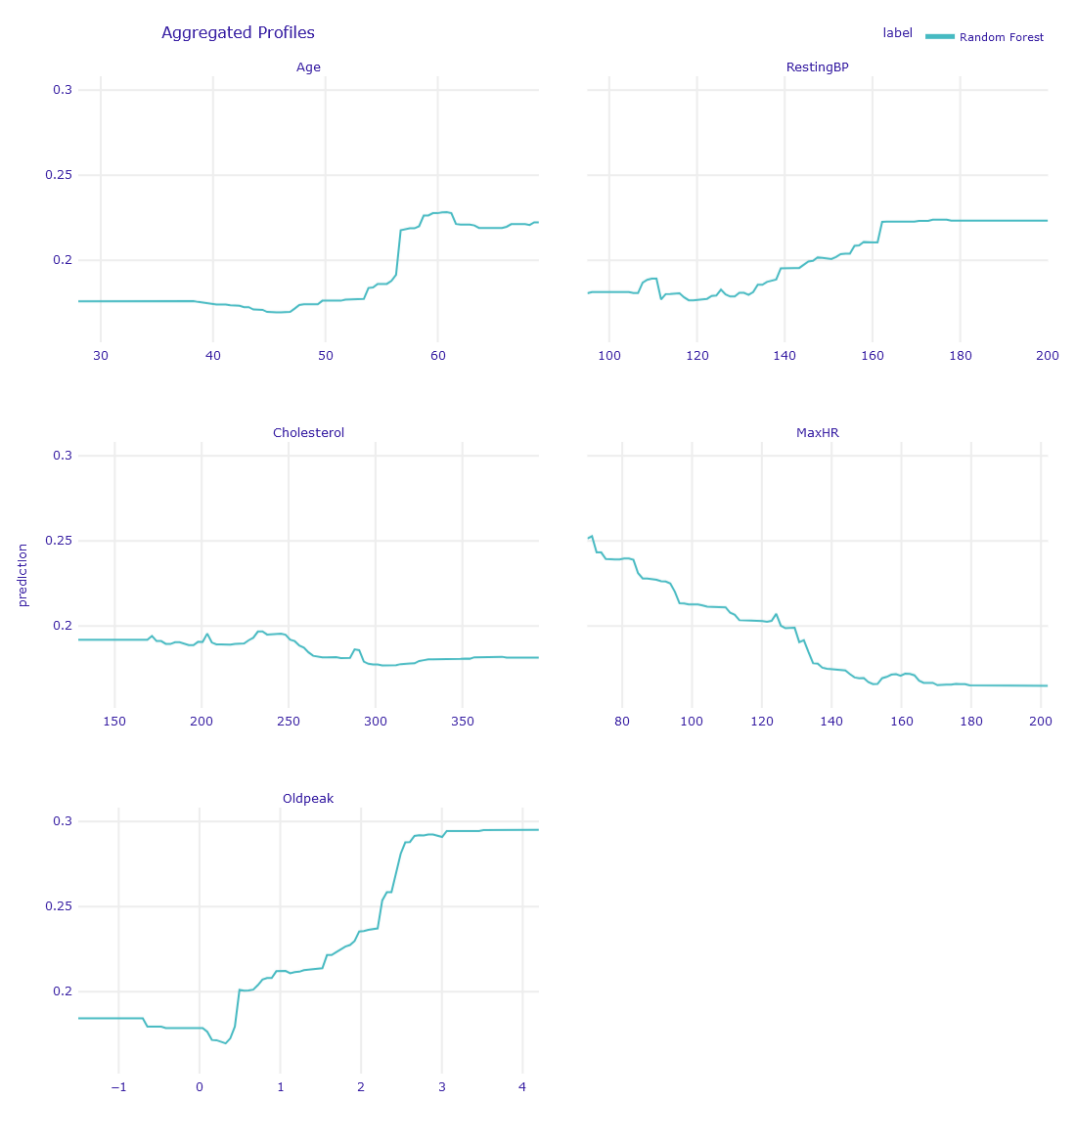 Aggregated Profiles
label Random Forest
Age RestingBP
0.3
0.25
0.2
30 40 50 60 100 120 140 160 180 200
Cholesterol MaxHR
0.3
0.25
prediction
0.2
150 200 250 300 350 80 100 120 140 160 180 200
Oldpeak
0.3
0.25
0.2
−1 0 1 2 3 4